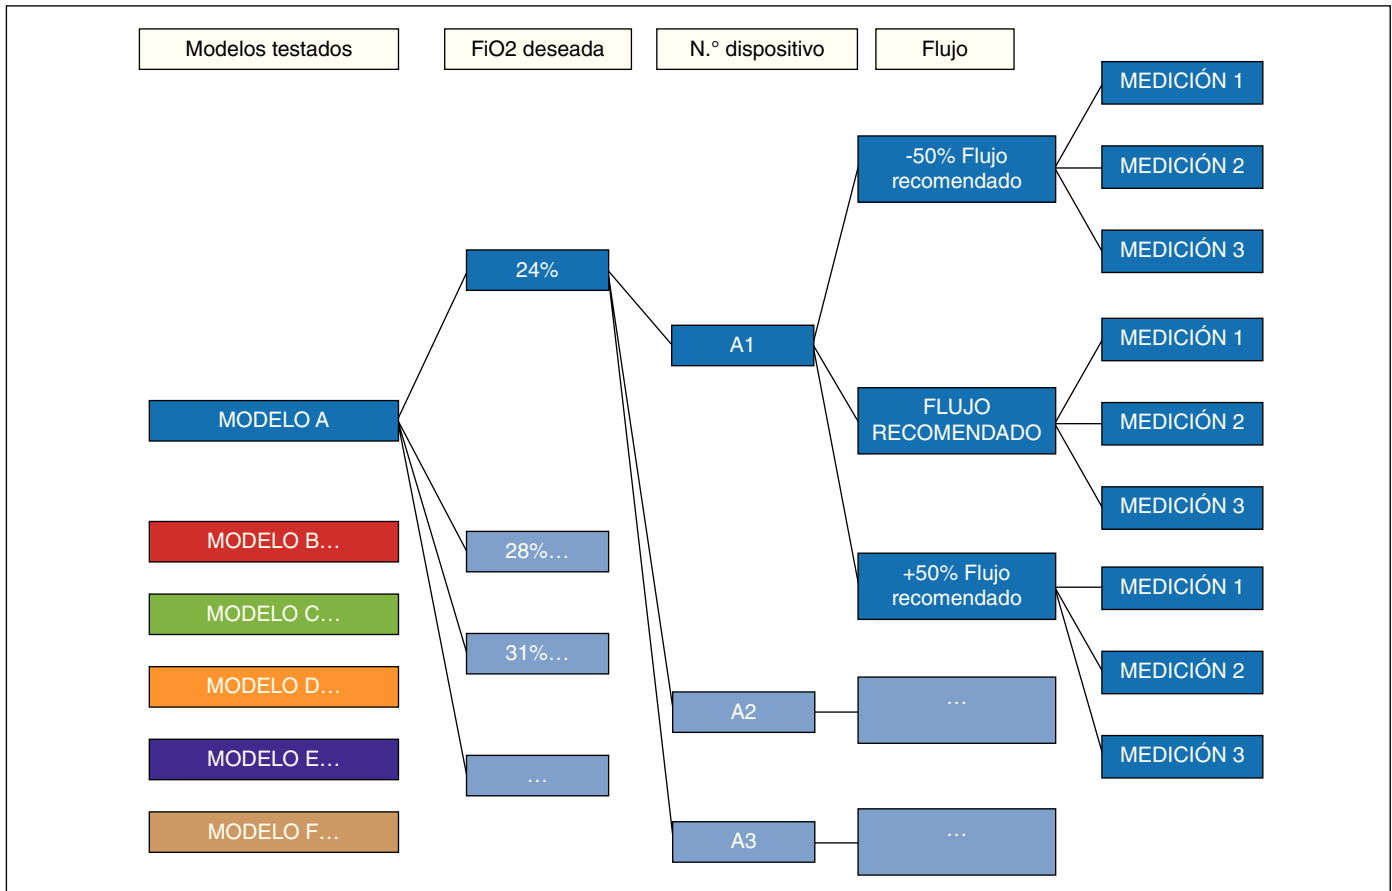 Modelos testados
FiO2 deseada
N.° dispositivo
Flujo
MODELO A
MODELO B…
MODELO C…
MODELO D…
MODELO E…
MODELO F…
24%
28%…
31%…
…
A1
A2
A3
-50% Flujo
recomendado
FLUJO
RECOMENDADO
+50% Flujo
recomendado
…
…
MEDICIÓN 1
MEDICIÓN 2
MEDICIÓN 3
MEDICIÓN 1
MEDICIÓN 2
MEDICIÓN 3
MEDICIÓN 1
MEDICIÓN 2
MEDICIÓN 3